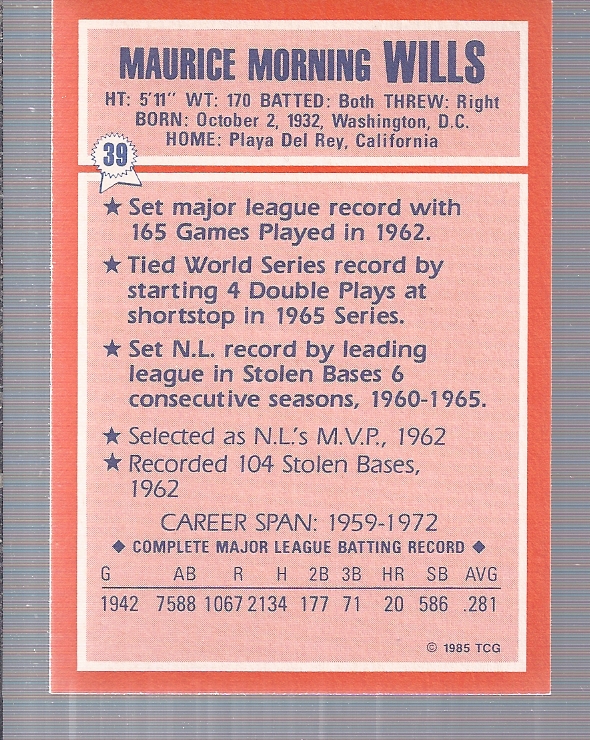 MAURICE MORNING WILLS
HT: 5'11" WT: 170 BATTED: Both THREW: Right
BORN: October 2, 1932, Washington, D.C.
HOME: Playa Del Rey, California
39
★ Set major league record with
165 Games Played in 1962.
★ Tied World Series record by
starting 4 Double Plays at
shortstop in 1965 Series.
★ Set N.L. record by leading
league in Stolen Bases 6
consecutive seasons, 1960-1965.
★ Selected as N.L.'s M.V.P., 1962
★ Recorded 104 Stolen Bases,
1962
CAREER SPAN: 1959-1972
◆ COMPLETE MAJOR LEAGUE BATTING RECORD ◆
G AB R H 2B 3B HR SB AVG
1942 7588 1067 2134 177 71 20 586 .281
© 1985 TCG